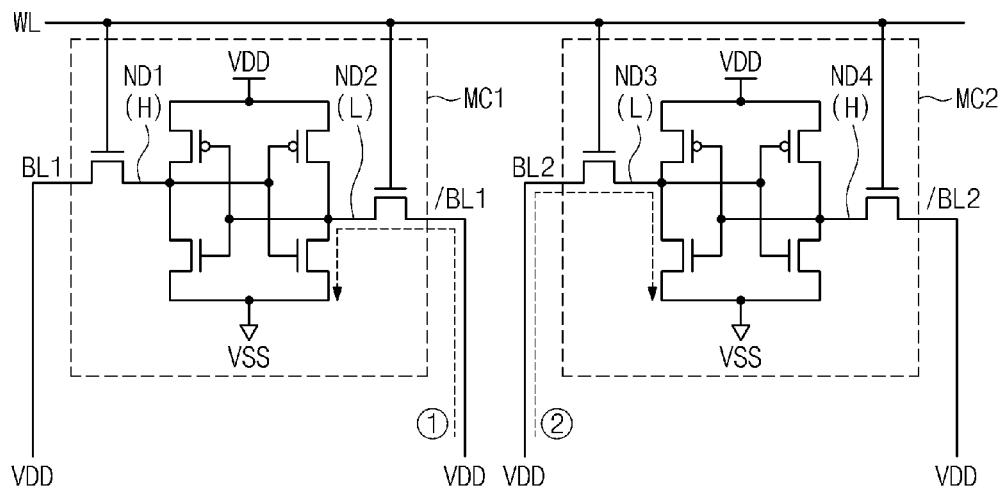 WL
VDD
VDD
ND1
(H)
ND2
(L)
MC1
ND3
(L)
ND4
(H)
MC2
BL1
/BL1
BL2
/BL2
VSS
VSS
①
②
VDD
VDD
VDD
VDD